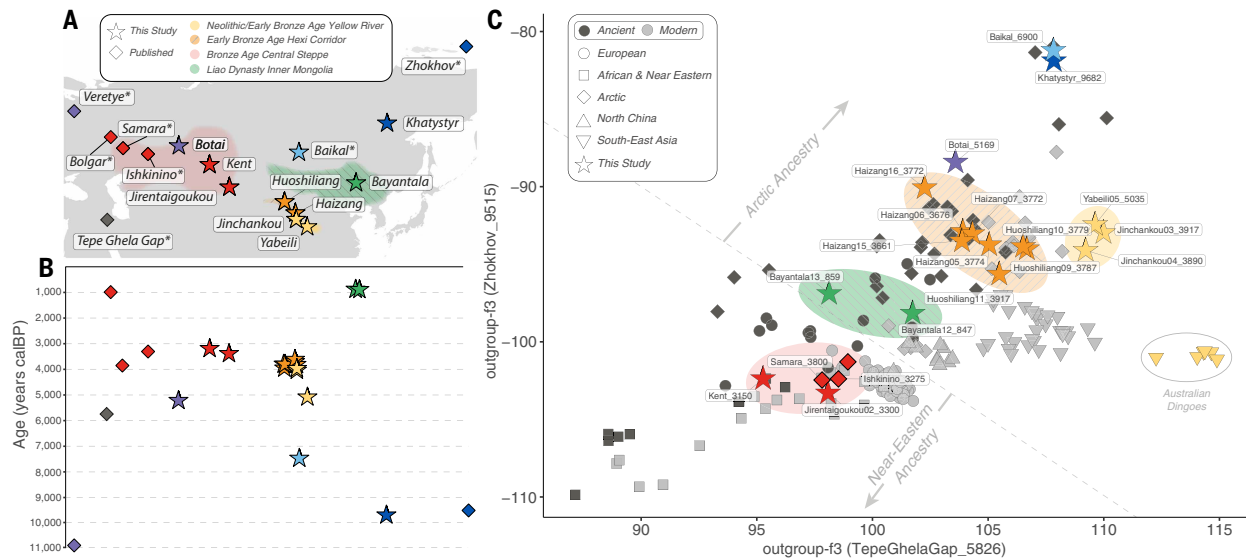 A
This Study
Published
Neolithic/Early Bronze Age Yellow River
Early Bronze Age Hexi Corridor
Bronze Age Central Steppe
Liao Dynasty Inner Mongolia
Zhokhov*
Veretye*
Samara*
Botai
Khatystyr
Bolgar*
Kent
Baikal*
Ishkinino*
Huoshiliang
Bayantala
Jirentaigoukou
Haizang
Jinchankou
Tepe Ghela Gap*
Yabeili
B
Age (years calBP)
1,000
2,000
3,000
4,000
5,000
6,000
7,000
8,000
9,000
10,000
11,000
C
Ancient
Modern
European
African & Near Eastern
Arctic
North China
South-East Asia
This Study
outgroup-f3 (Zhokhov_9515)
−80
−90
−100
−110
Baikal_6900
Khatystyr_9682
Arctic Ancestry
Botai_5169
Haizang16_3772
Haizang07_3772
Yabeili05_5035
Haizang06_3676
Huoshiliang10_3779
Jinchankou03_3917
Haizang15_3661
Haizang05_3774
Huoshiliang09_3787
Jinchankou04_3890
Bayantala13_859
Huoshiliang11_3917
Bayantala12_847
Samara_3800
Ishkinino_3275
Kent_3150
Jirentaigoukou02_3300
Australian
Dingoes
Near-Eastern
Ancestry
90
95
100
105
110
115
outgroup-f3 (TepeGhelaGap_5826)